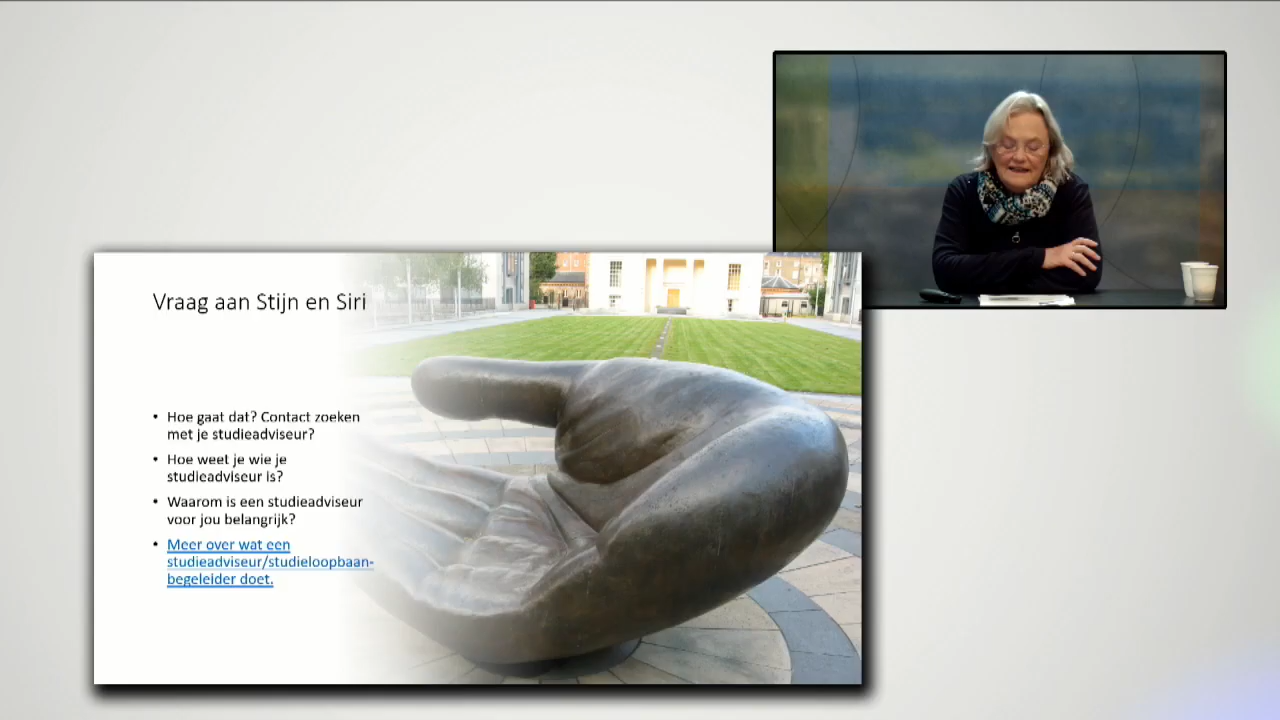 Vraag aan Stijn en Siri
• Hoe gaat dat? Contact zoeken
met je studieadviseur?
• Hoe weet je wie je
studieadviseur is?
• Waarom is een studieadviseur
voor jou belangrijk?
• Meer over wat een
studieadviseur/studieloopbaan-
begeleider doet.